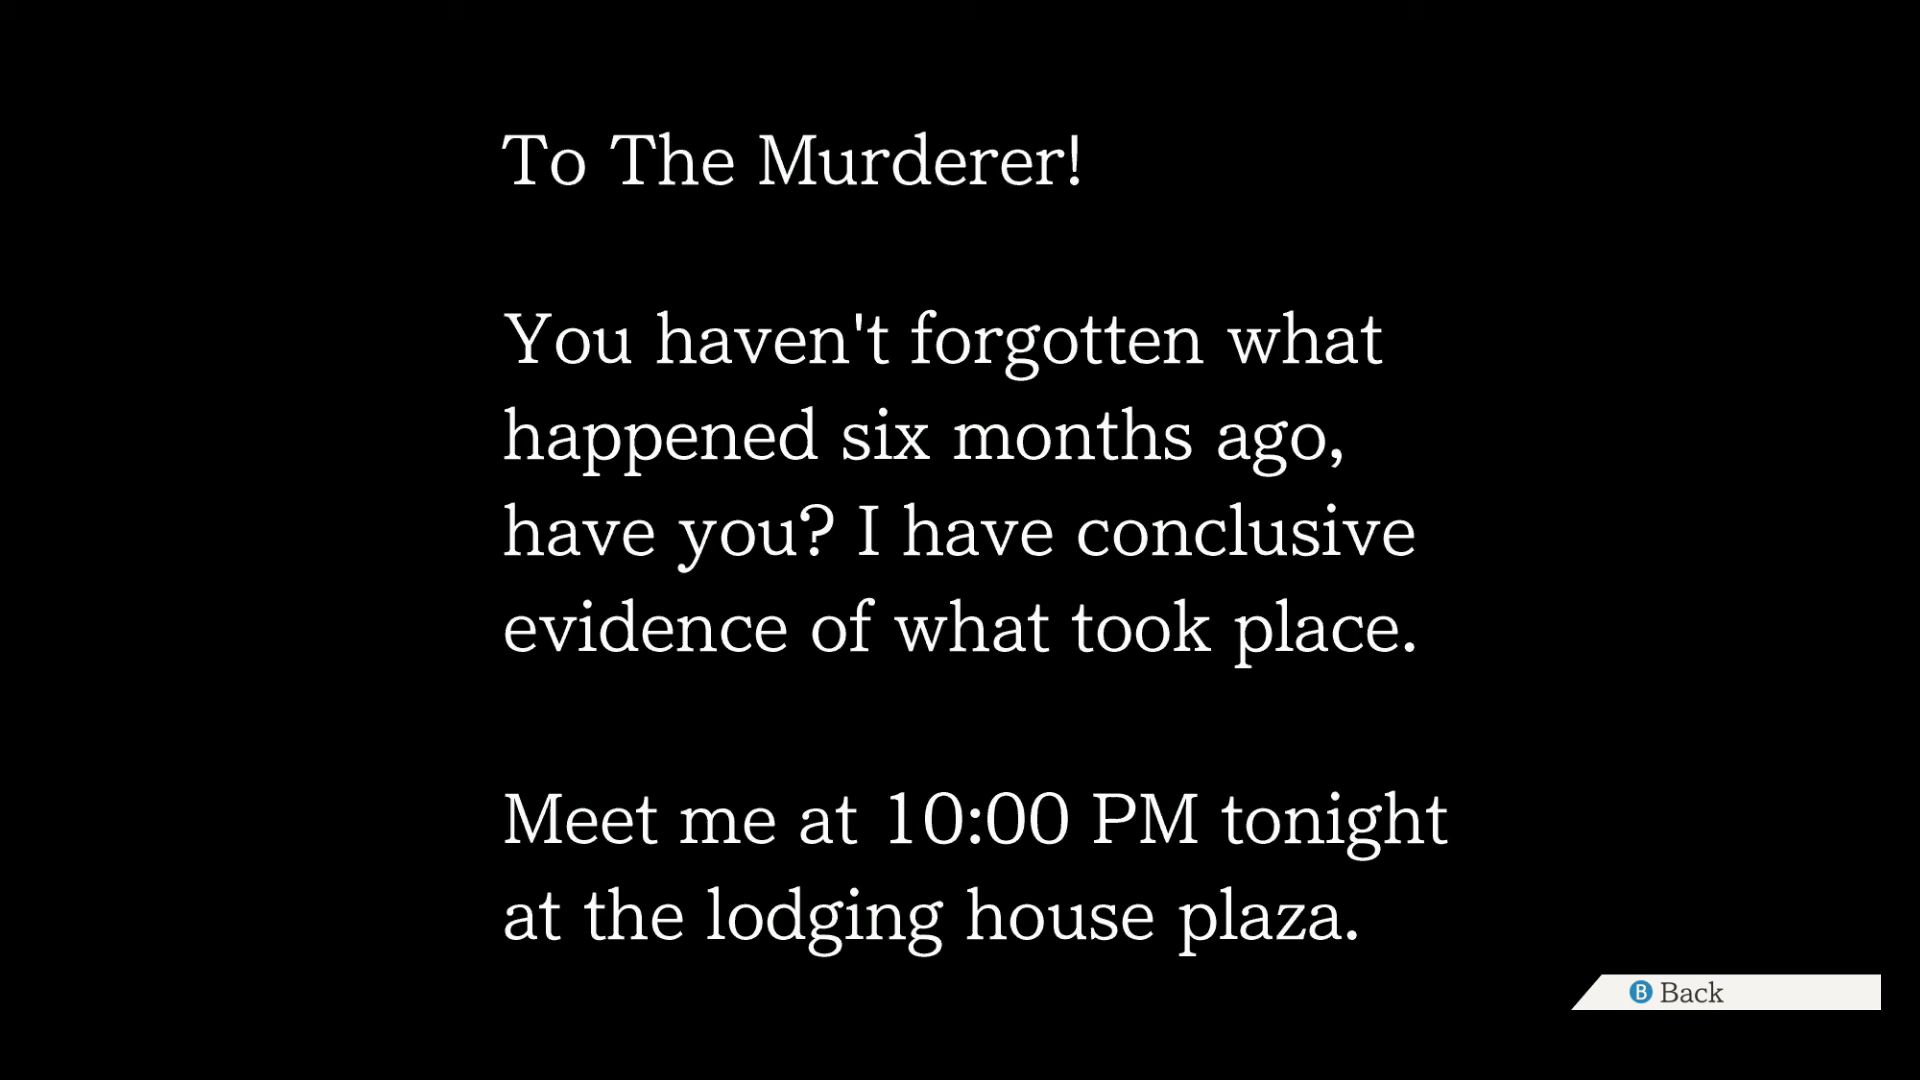 To The Murderer!
You haven't forgotten what
happened six months ago,
have you? I have conclusive
evidence of what took place.
Meet me at 10:00 PM tonight
at the lodging house plaza.
B Back